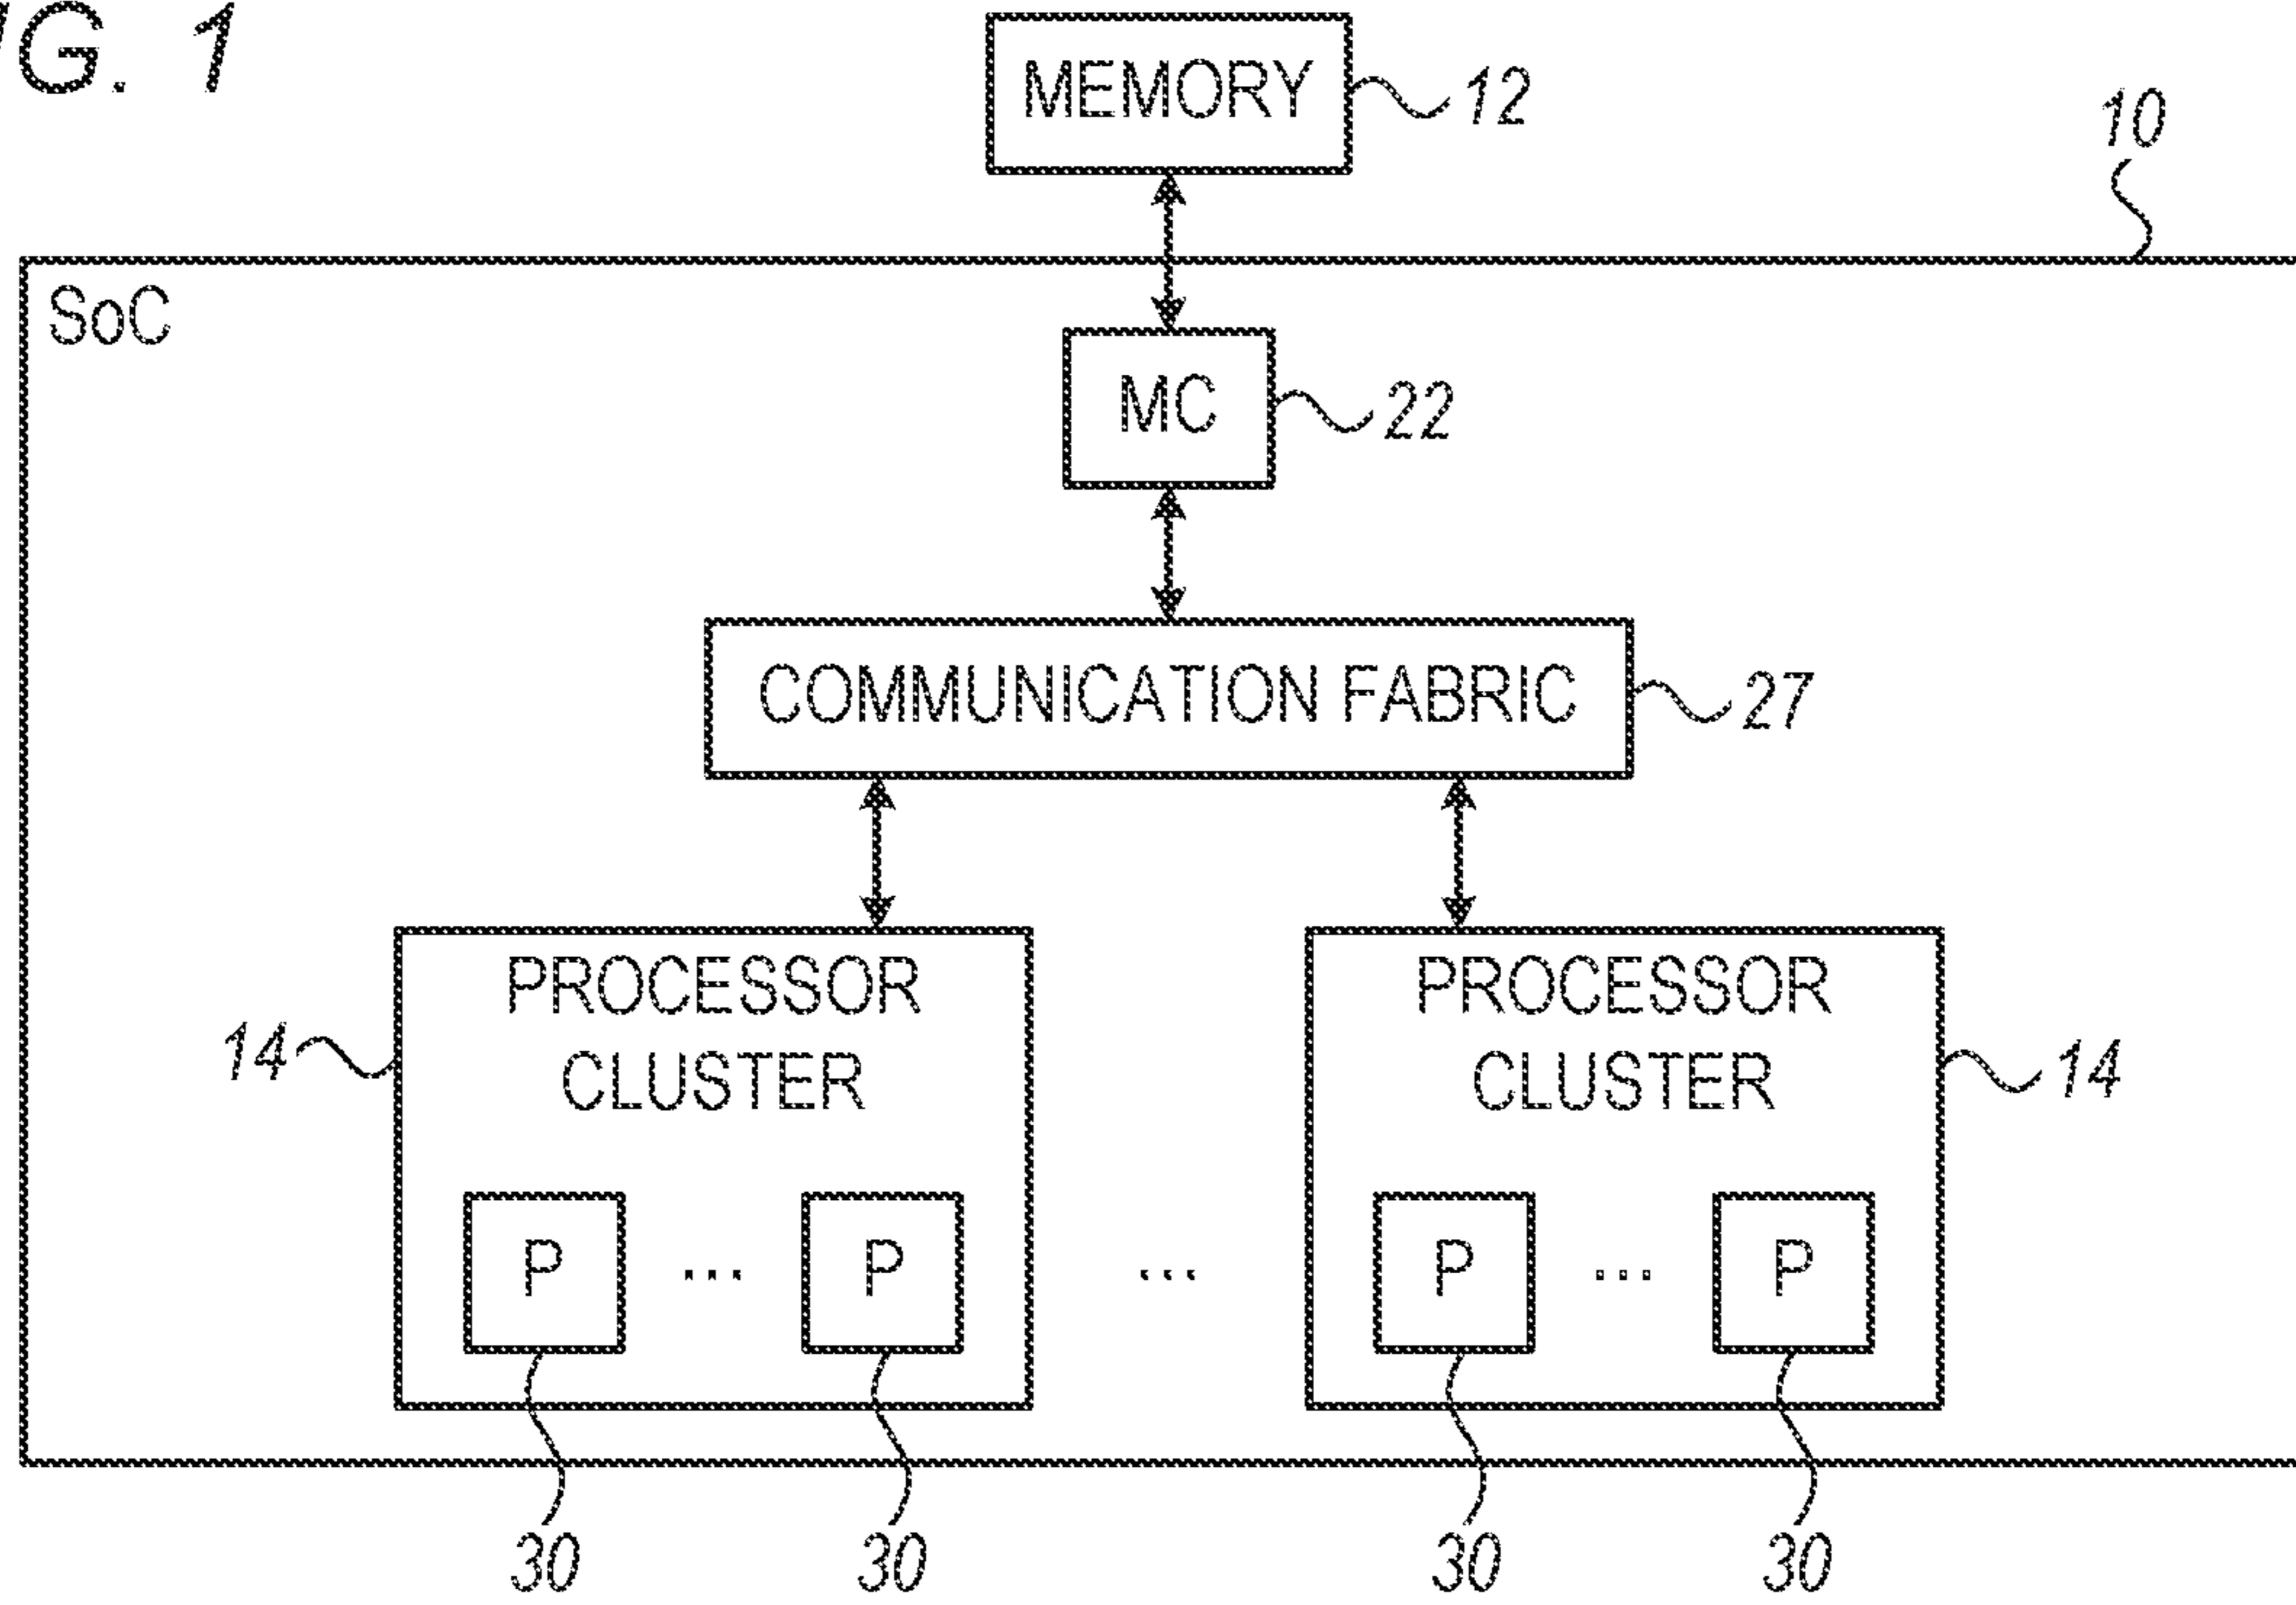 FIG. 1
MEMORY 12
10
SoC
MC 22
COMMUNICATION FABRIC 27
PROCESSOR CLUSTER
14
PROCESSOR CLUSTER
14
P ... P
...
P ... P
30 30 30 30